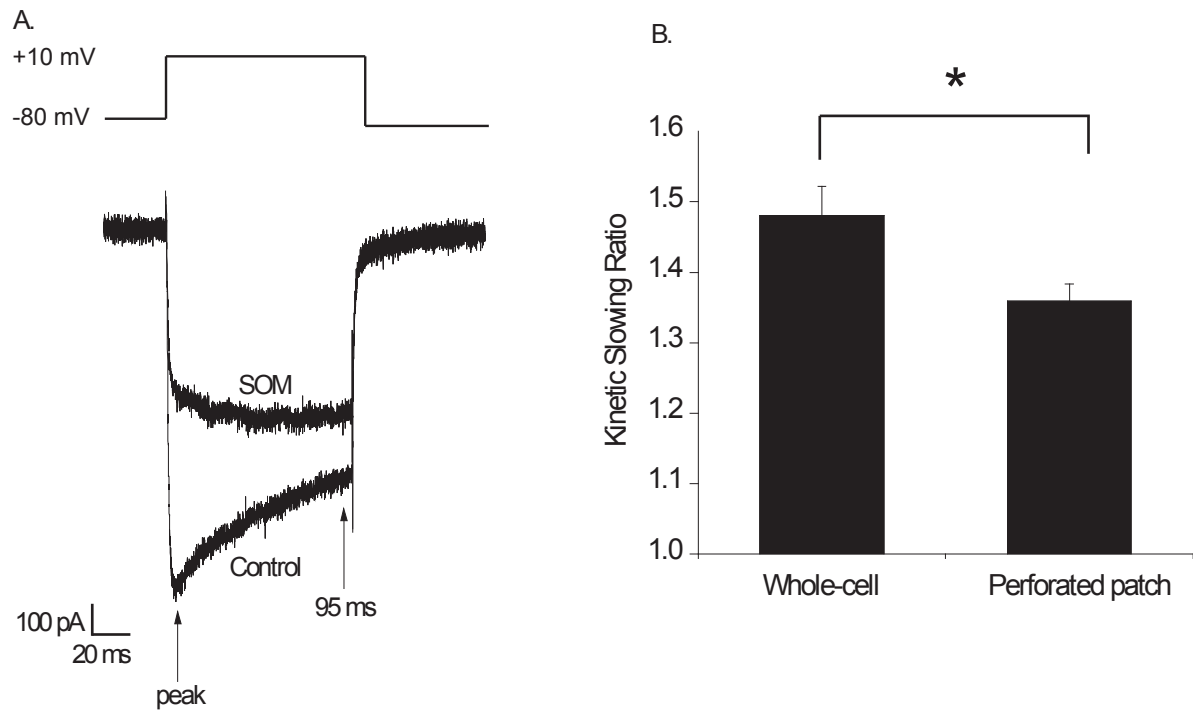 A.
+10 mV
-80 mV
SOM
Control
95 ms
100 pA
20 ms
peak
B.
*
1.6
1.5
1.4
1.3
1.2
1.1
1.0
Kinetic Slowing Ratio
Whole-cell
Perforated patch